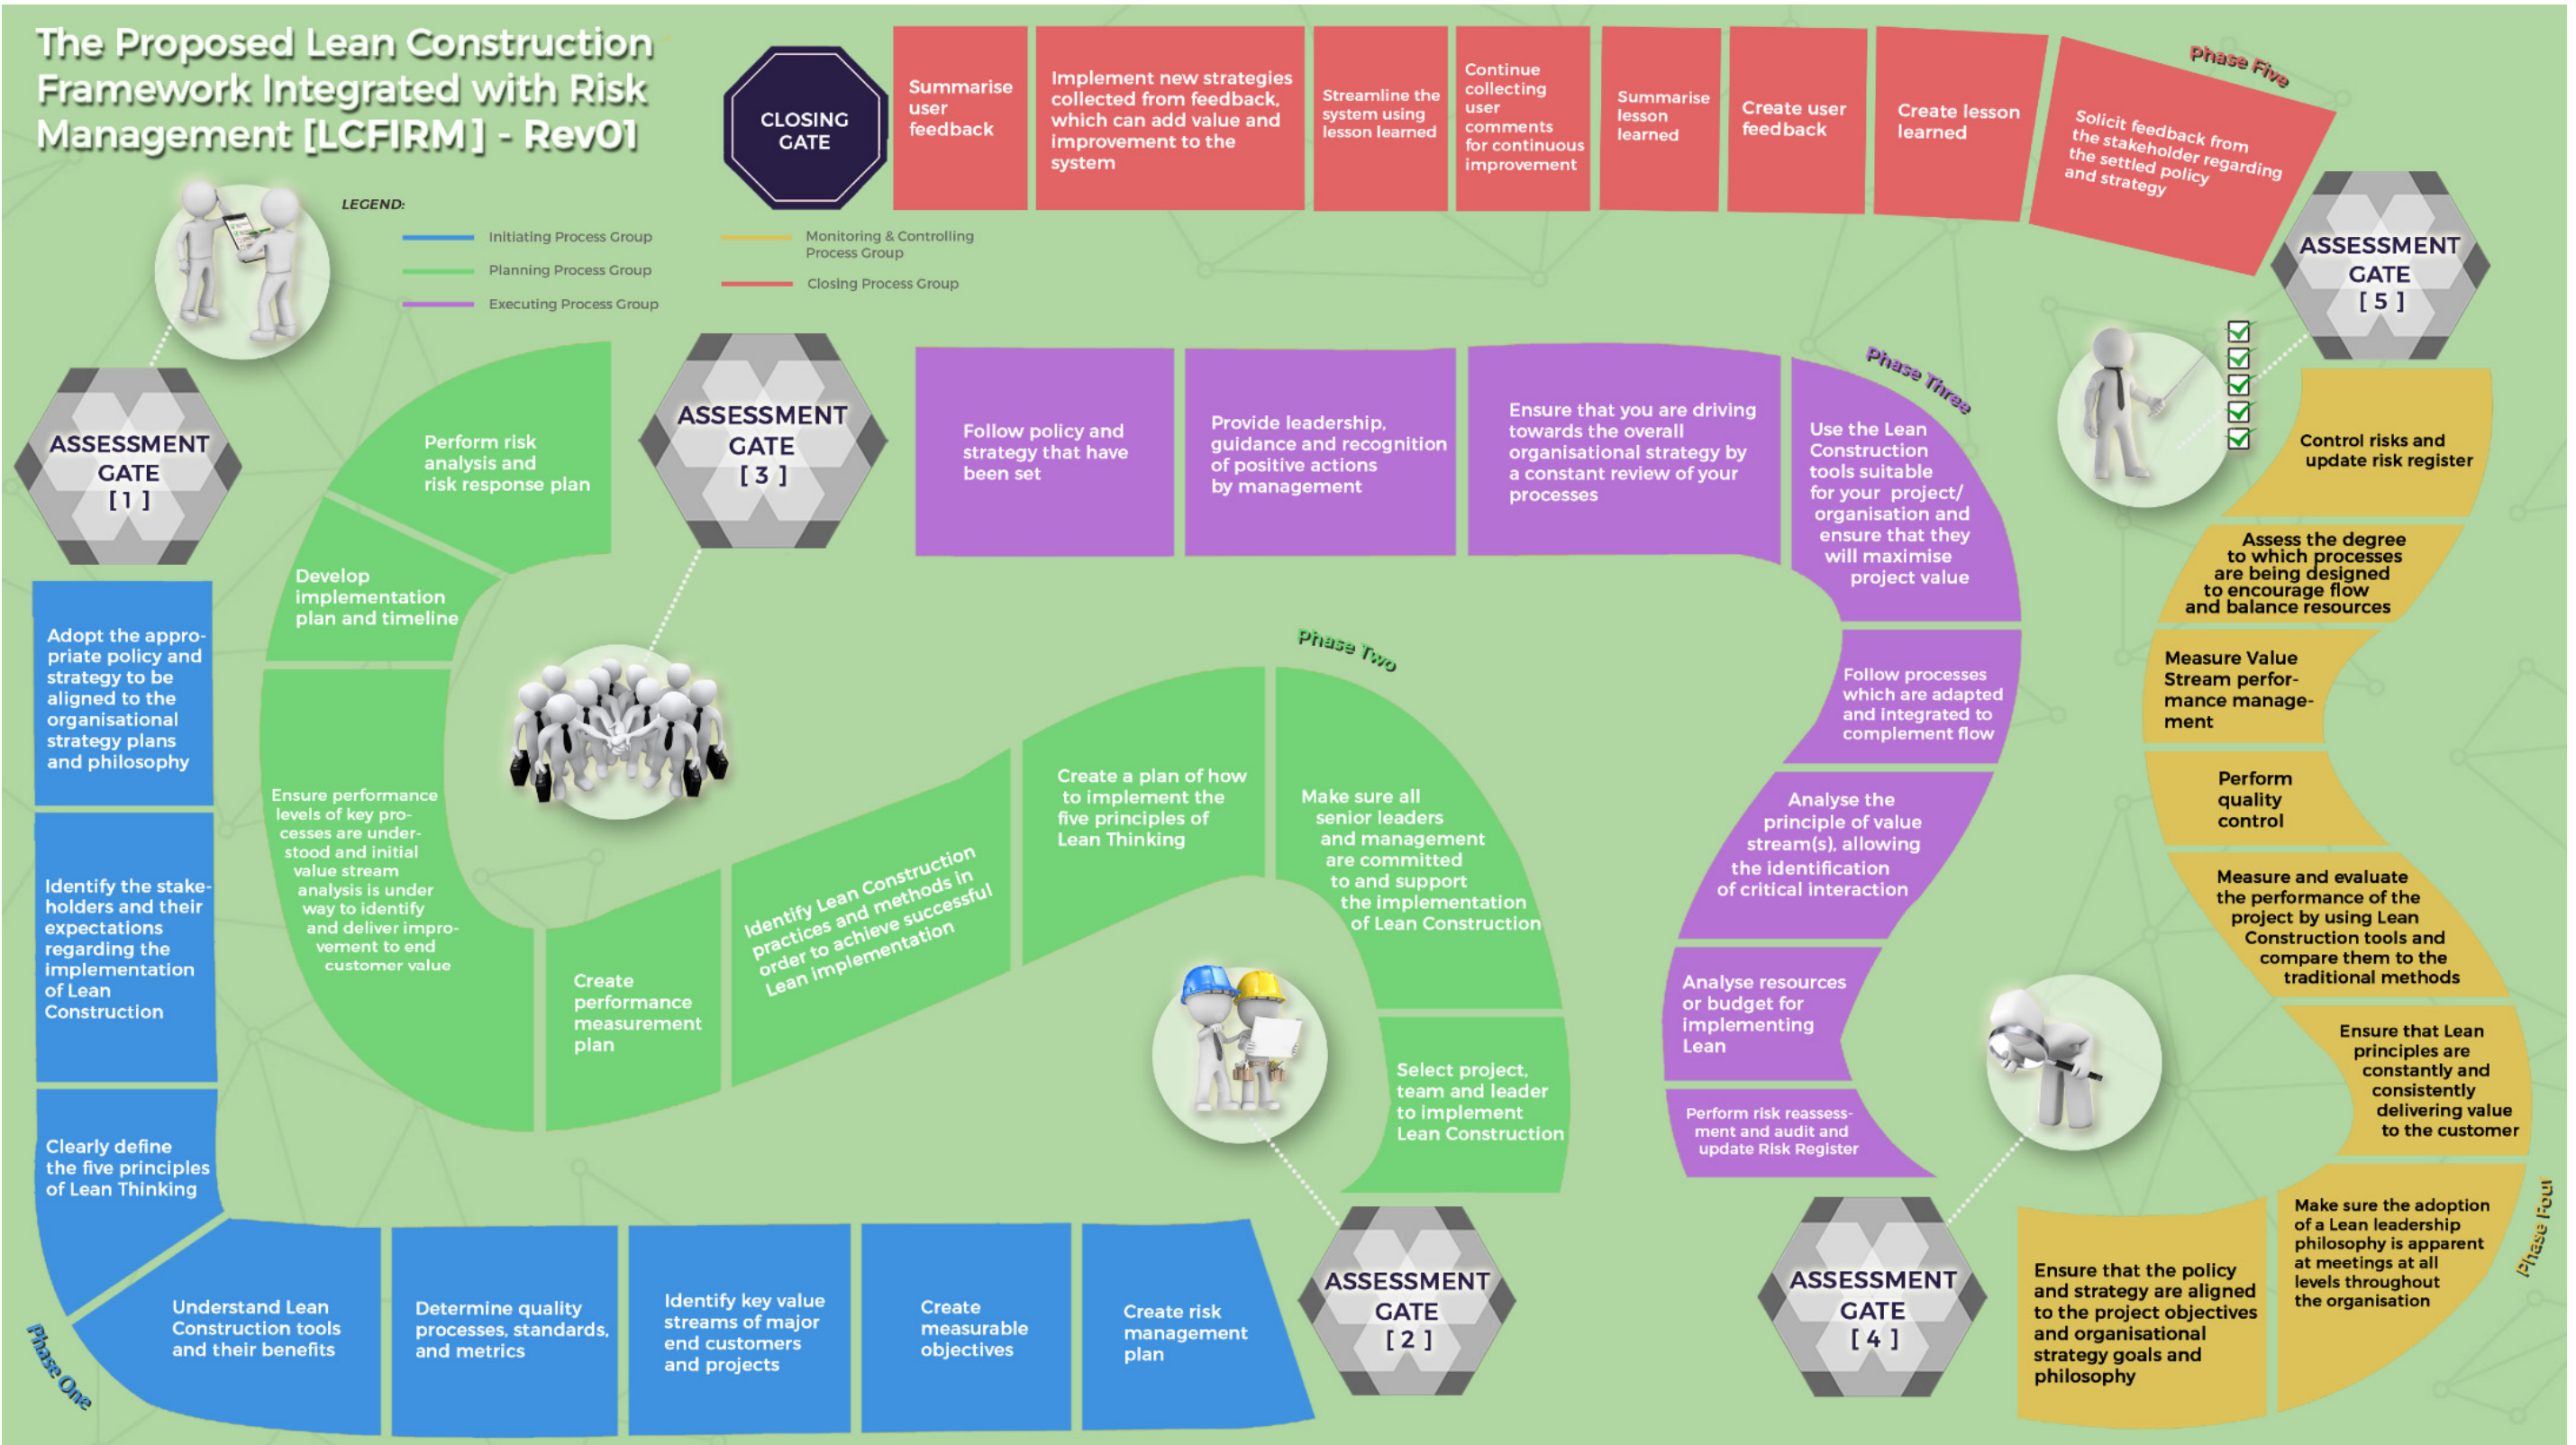 The Proposed Lean Construction
Framework Integrated with Risk
Management [LCFIRM] - Rev01
LEGEND:
Initiating Process Group
Planning Process Group
Executing Process Group
Monitoring & Controlling
Process Group
Closing Process Group
ASSESSMENT
GATE
[ 1 ]
Adopt the appro-
priate policy and
strategy to be
aligned to the
organisational
strategy plans
and philosophy
Identify the stake-
holders and their
expectations
regarding the
implementation
of Lean
Construction
Clearly define
the five principles
of Lean Thinking
Phase One
Understand Lean
Construction tools
and their benefits
Determine quality
processes, standards,
and metrics
Identify key value
streams of major
end customers
and projects
Create
measurable
objectives
Create risk
management
plan
ASSESSMENT
GATE
[ 2 ]
Select project,
team and leader
to implement
Lean Construction
Phase Two
Make sure all
senior leaders
and management
are committed
to and support
the implementation
of Lean Construction
Create a plan of how
to implement the
five principles of
Lean Thinking
Identify Lean Construction
practices and methods in
order to achieve successful
Lean implementation
Create
performance
measurement
plan
Ensure performance
levels of key pro-
cesses are under-
stood and initial
value stream
analysis is under
way to identify
and deliver impro-
vement to end
customer value
Develop
implementation
plan and timeline
Perform risk
analysis and
risk response plan
ASSESSMENT
GATE
[ 3 ]
Follow policy and
strategy that have
been set
Provide leadership,
guidance and recognition
of positive actions
by management
Ensure that you are driving
towards the overall
organisational strategy by
a constant review of your
processes
Phase Three
Use the Lean
Construction
tools suitable
for your project/
organisation and
ensure that they
will maximise
project value
Follow processes
which are adapted
and integrated to
complement flow
Analyse the
principle of value
stream(s), allowing
the identification
of critical interaction
Analyse resources
or budget for
implementing
Lean
Perform risk reassess-
ment and audit and
update Risk Register
ASSESSMENT
GATE
[ 4 ]
Ensure that the policy
and strategy are aligned
to the project objectives
and organisational
strategy goals and
philosophy
Phase Four
Make sure the adoption
of a Lean leadership
philosophy is apparent
at meetings at all
levels throughout
the organisation
Ensure that Lean
principles are
constantly and
consistently
delivering value
to the customer
Measure and evaluate
the performance of the
project by using Lean
Construction tools and
compare them to the
traditional methods
Perform
quality
control
Measure Value
Stream perfor-
mance manage-
ment
Assess the degree
to which processes
are being designed
to encourage flow
and balance resources
Control risks and
update risk register
ASSESSMENT
GATE
[ 5 ]
Phase Five
Solicit feedback from
the stakeholder regarding
the settled policy
and strategy
Create lesson
learned
Create user
feedback
Summarise
lesson
learned
Continue
collecting
user
comments
for continuous
improvement
Streamline the
system using
lesson learned
Implement new strategies
collected from feedback,
which can add value and
improvement to the
system
Summarise
user
feedback
CLOSING
GATE